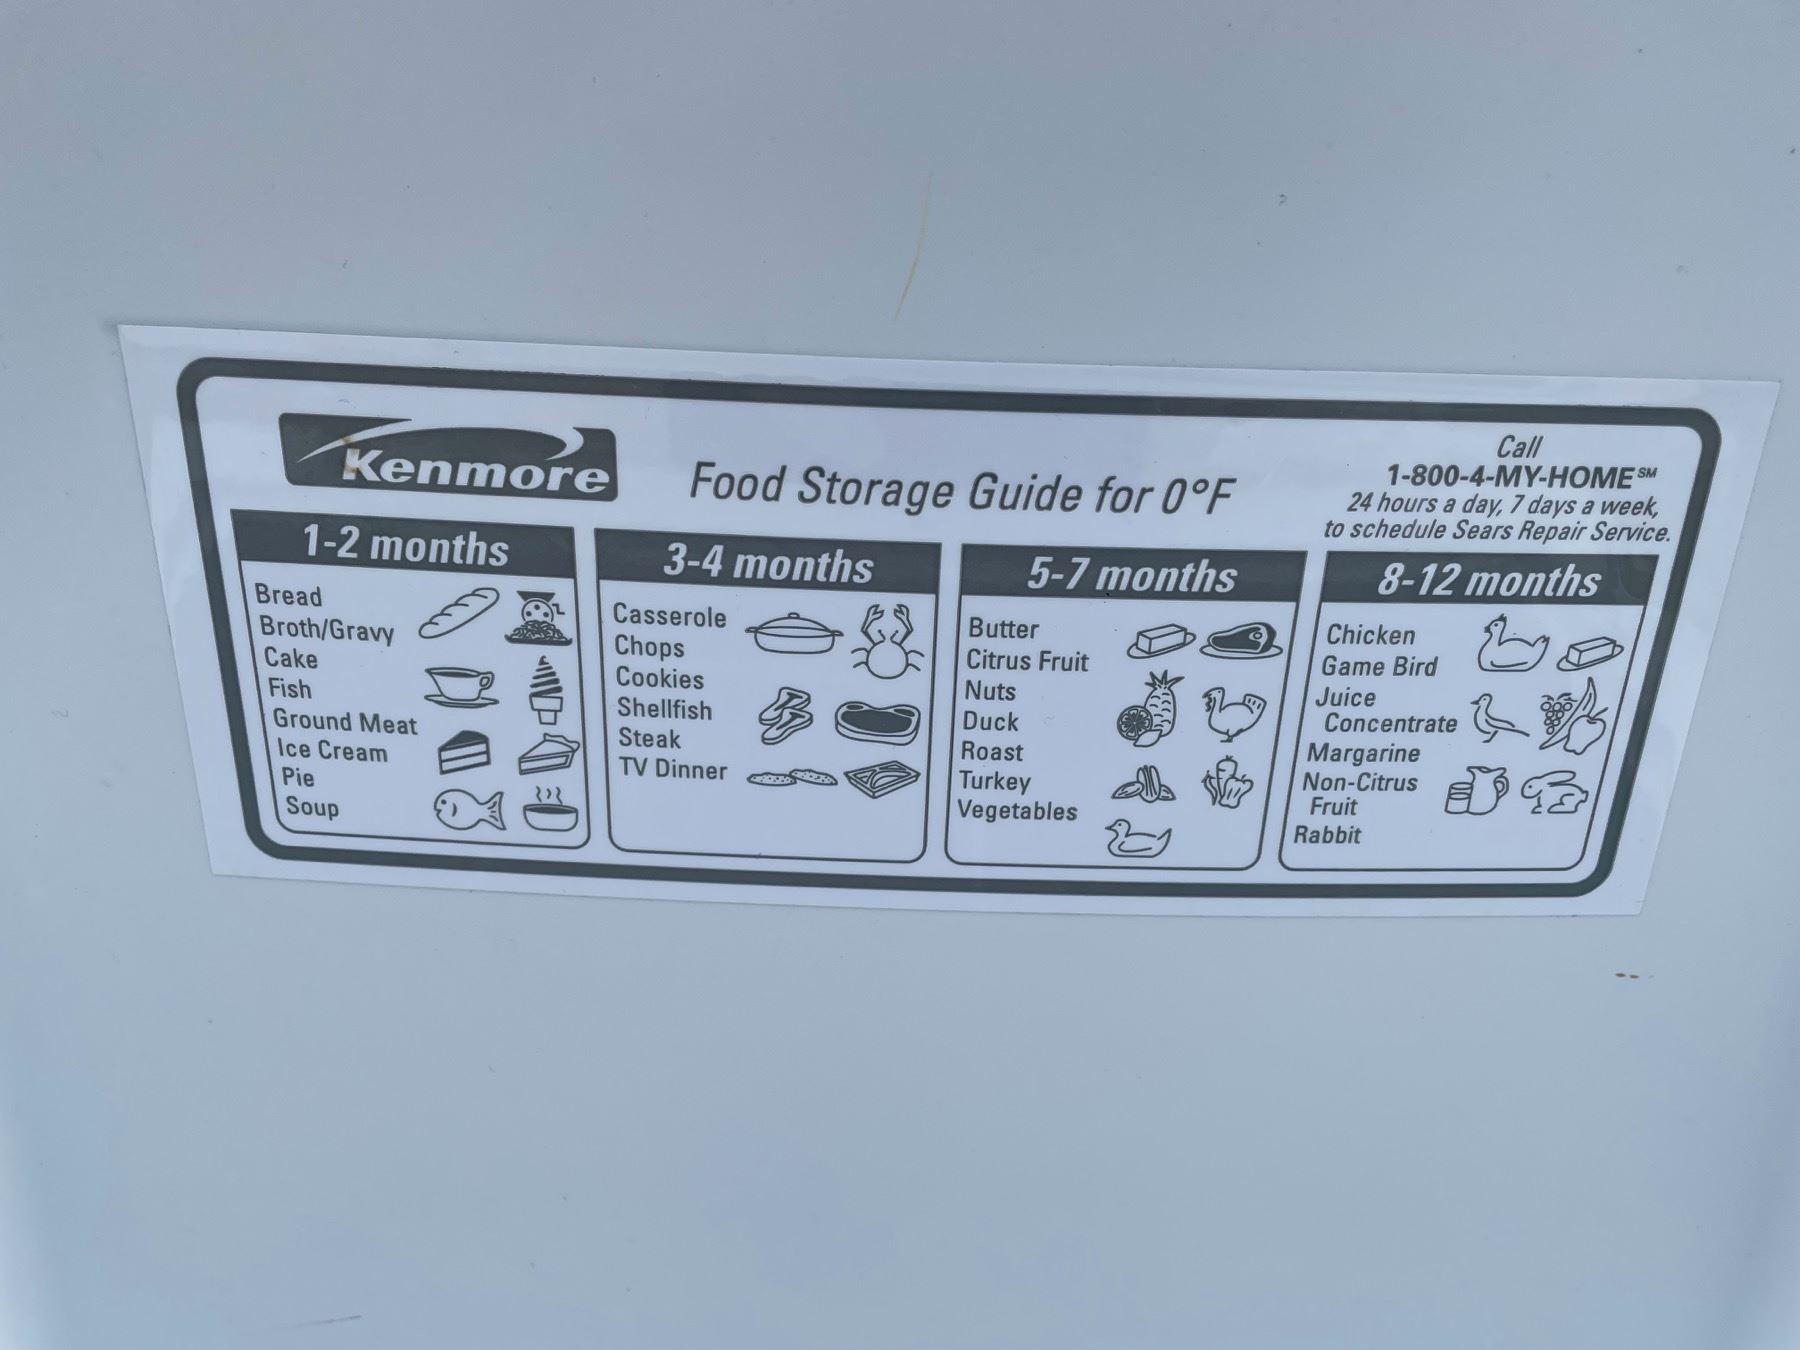 Kenmore
Food Storage Guide for 0°F
Call
1-800-4-MY-HOME℠
24 hours a day, 7 days a week,
to schedule Sears Repair Service.
1-2 months
Bread
Broth/Gravy
Cake
Fish
Ground Meat
Ice Cream
Pie
Soup
3-4 months
Casserole
Chops
Cookies
Shellfish
Steak
TV Dinner
5-7 months
Butter
Citrus Fruit
Nuts
Duck
Roast
Turkey
Vegetables
8-12 months
Chicken
Game Bird
Juice
Concentrate
Margarine
Non-Citrus
Fruit
Rabbit